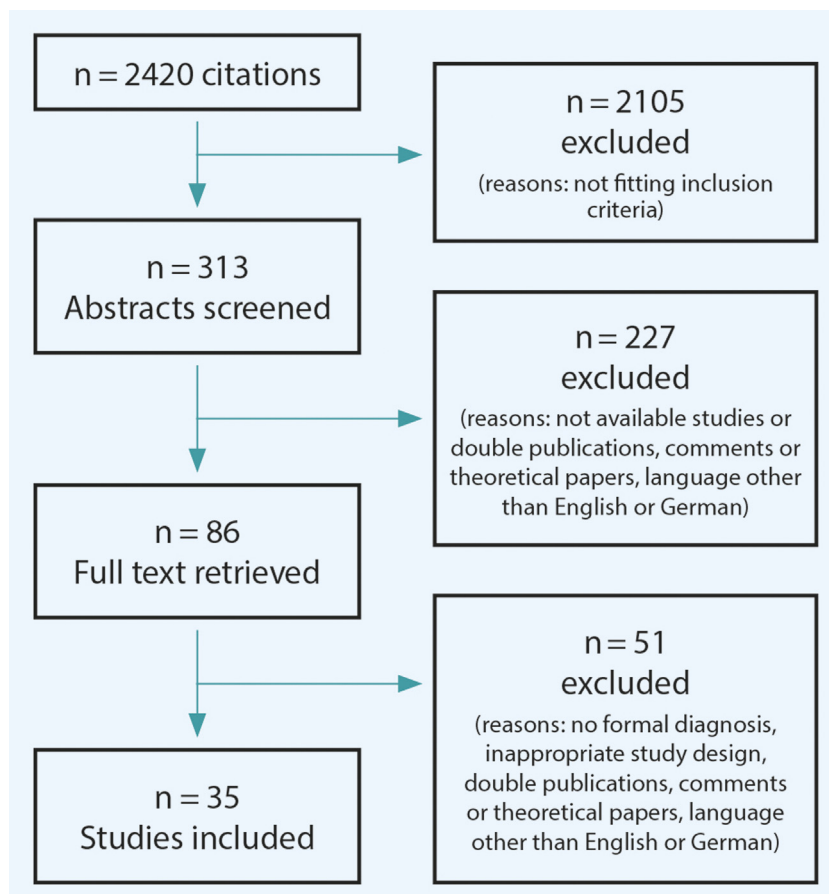 n = 2420 citations
n = 2105
excluded
(reasons: not fitting inclusion
criteria)
n = 313
Abstracts screened
n = 227
excluded
(reasons: not available studies or
double publications, comments or
theoretical papers, language other
than English or German)
n = 86
Full text retrieved
n = 51
excluded
(reasons: no formal diagnosis,
inappropriate study design,
double publications, comments
or theoretical papers, language
other than English or German)
n = 35
Studies included